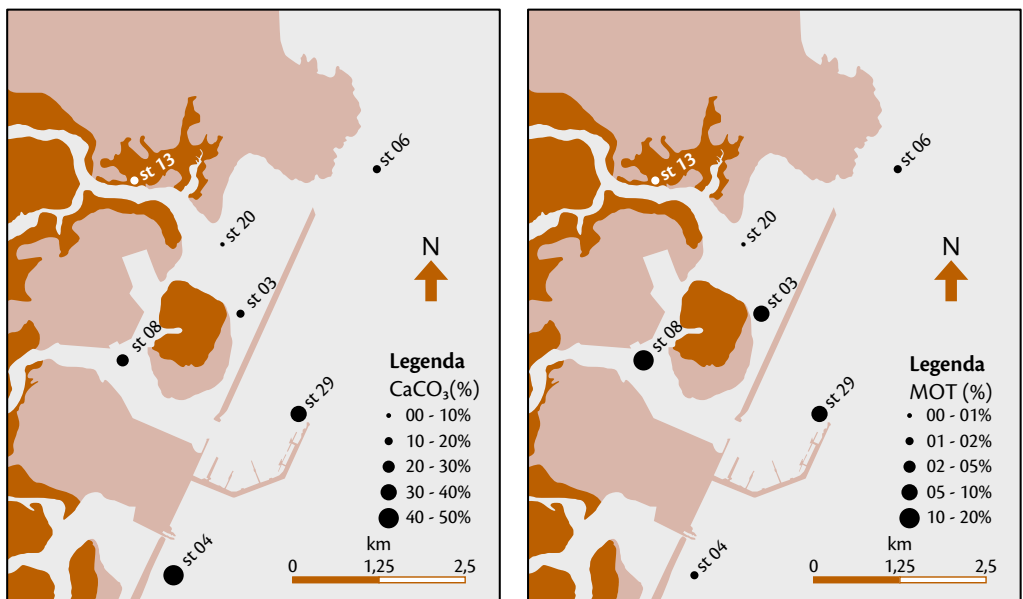 st 06
st 13
st 20
N
st 03
st 08
Legenda
CaCO₃(%)
00 - 10%
10 - 20%
20 - 30%
30 - 40%
40 - 50%
st 29
st 04
km
0 1,25 2,5
st 06
st 13
st 20
N
st 03
st 08
Legenda
MOT (%)
00 - 01%
01 - 02%
02 - 05%
05 - 10%
10 - 20%
st 29
st 04
km
0 1,25 2,5